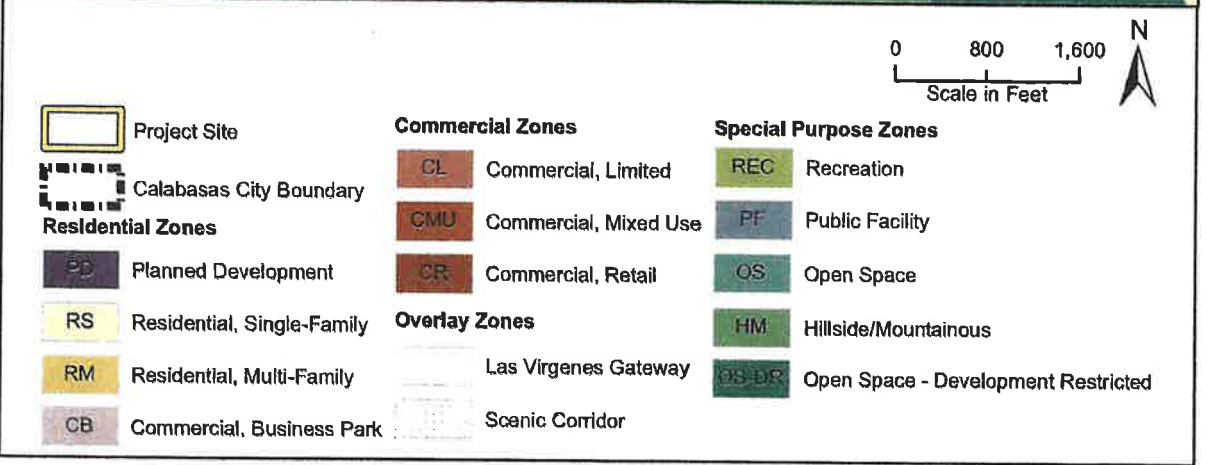 N
0 800 1,600
Scale in Feet
Project Site
Calabasas City Boundary
Residential Zones
PD Planned Development
RS Residential, Single-Family
RM Residential, Multi-Family
CB Commercial, Business Park
Commercial Zones
CL Commercial, Limited
CMU Commercial, Mixed Use
CR Commercial, Retail
Overlay Zones
Las Virgenes Gateway
Scenic Corridor
Special Purpose Zones
REC Recreation
PF Public Facility
OS Open Space
HM Hillside/Mountainous
OS-DR Open Space - Development Restricted